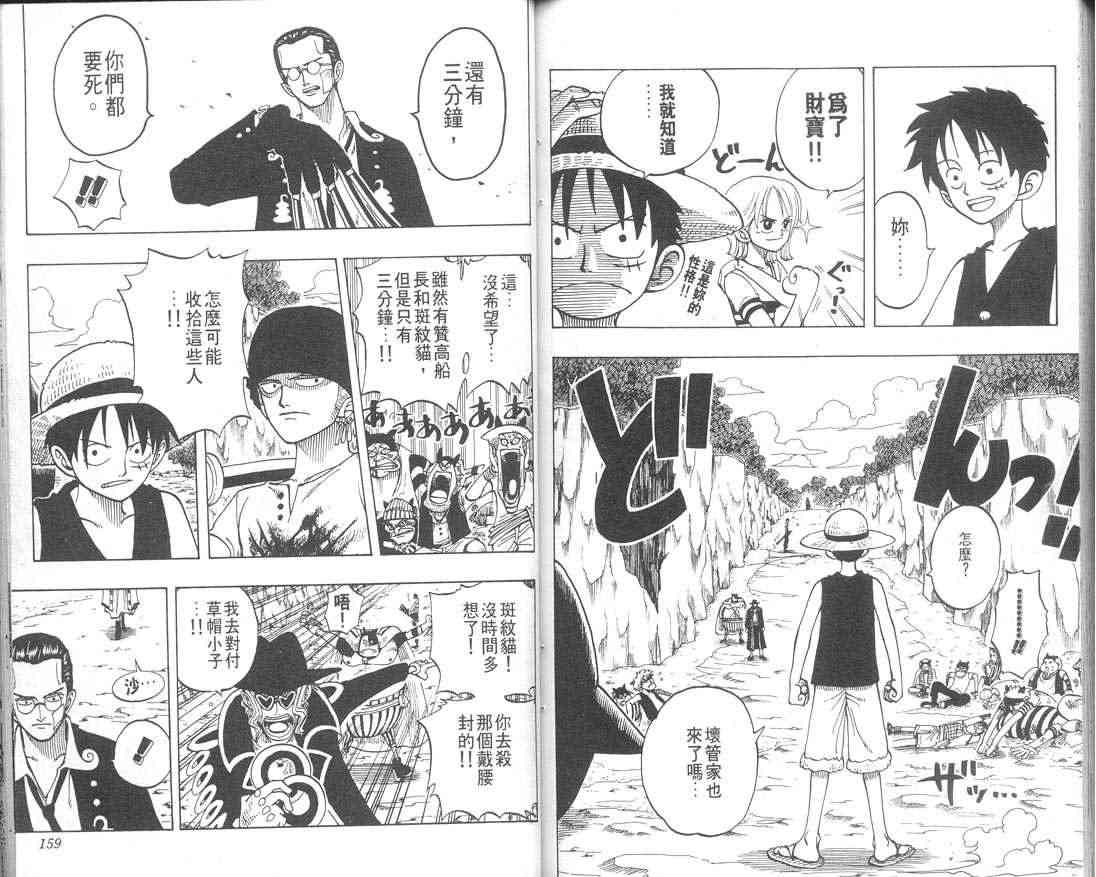 妳
……
為了
財寶!!
どーん
我就知道
……
這是妳的
性格!!
ぐっ!
どんっ!!
怎麼?
………!!
壞管家也
來了嗎…
ザッ…
還有
三分鐘，
你們都
要死。
!!
這…
沒希望了…
雖然有贊高船
長和斑紋貓，
但是只有
三分鐘…!!
ああああああ
怎麼可能
收拾這些人
…!!
斑紋貓！
沒時間多
想了！
你去殺
那個戴腰
封的!!
唔！
我去對付
草帽小子
…!!
沙…
!!
159